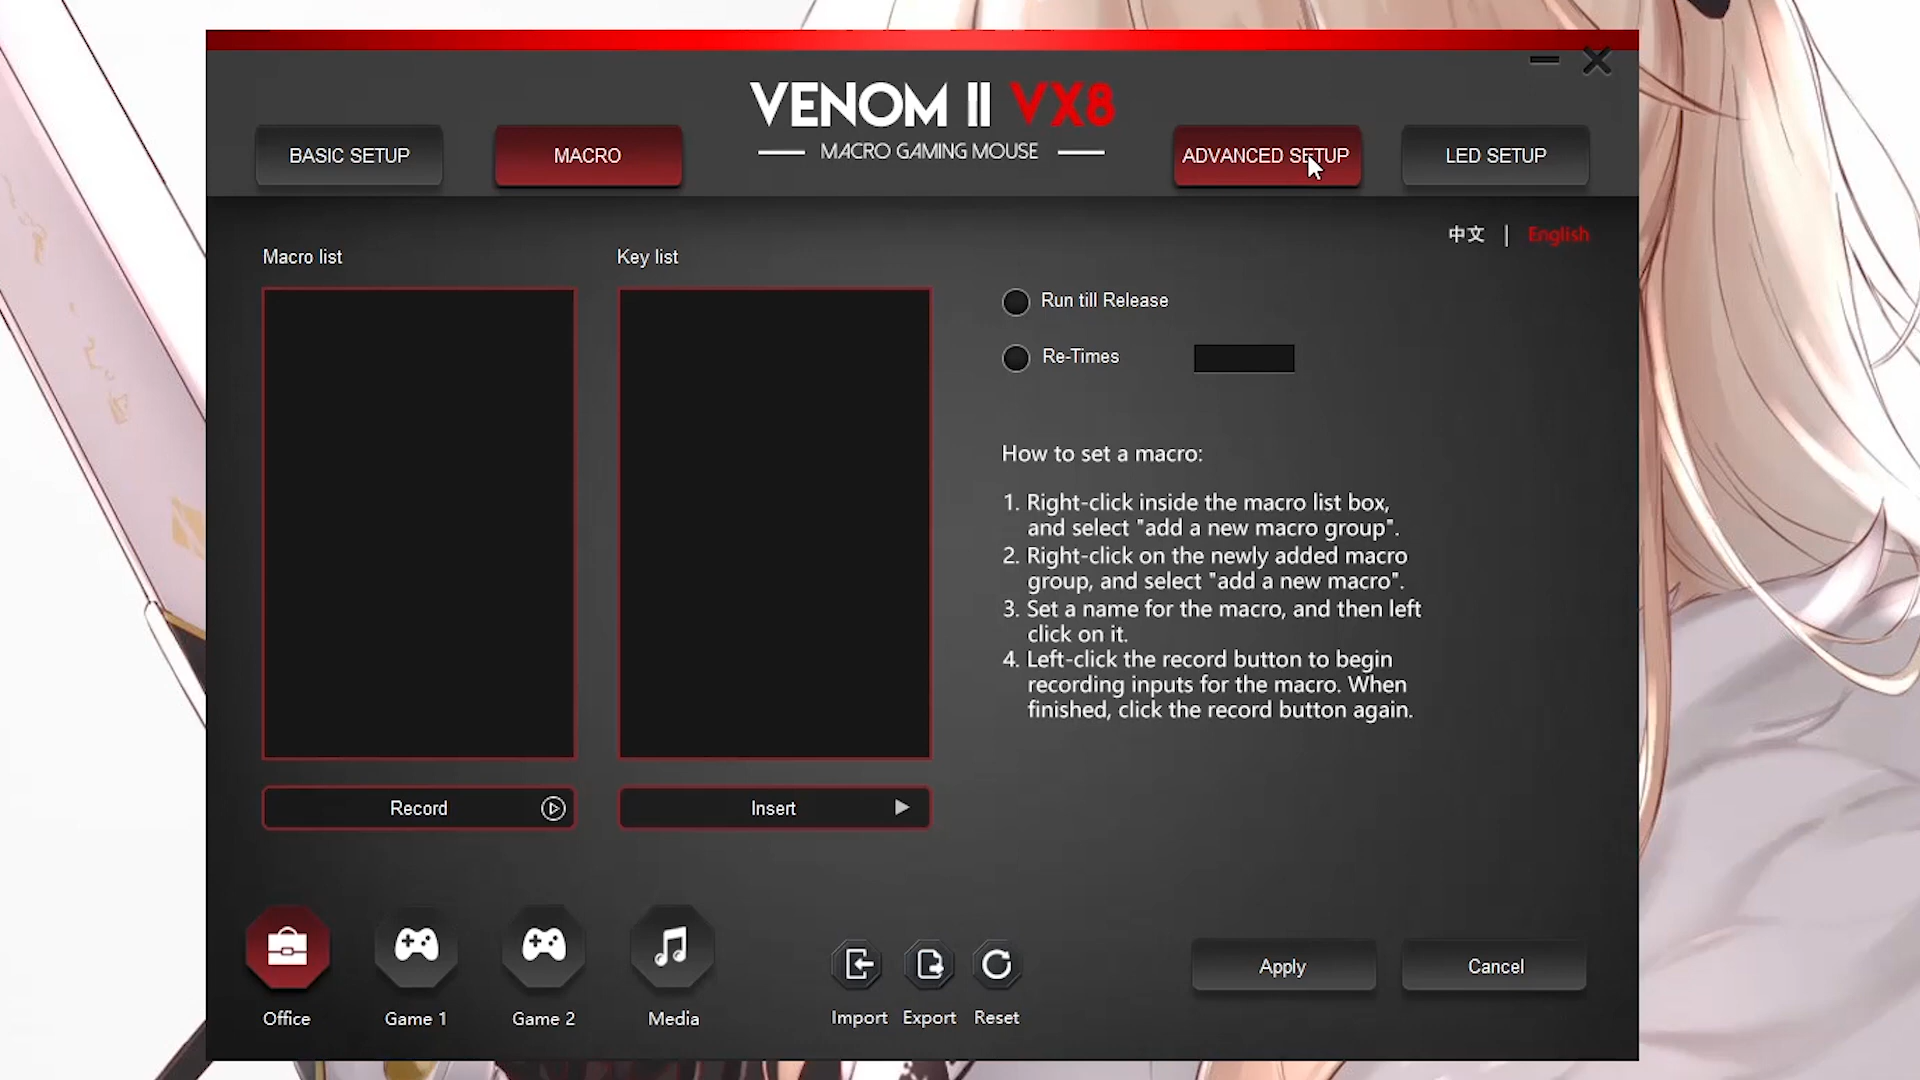 VENOM II VX8
MACRO GAMING MOUSE
BASIC SETUP
MACRO
ADVANCED SETUP
LED SETUP
中文 | English
Macro list
Key list
Run till Release
Re-Times
How to set a macro:
1. Right-click inside the macro list box,
and select "add a new macro group".
2. Right-click on the newly added macro
group, and select "add a new macro".
3. Set a name for the macro, and then left
click on it.
4. Left-click the record button to begin
recording inputs for the macro. When
finished, click the record button again.
Record
Insert
Office
Game 1
Game 2
Media
Import
Export
Reset
Apply
Cancel